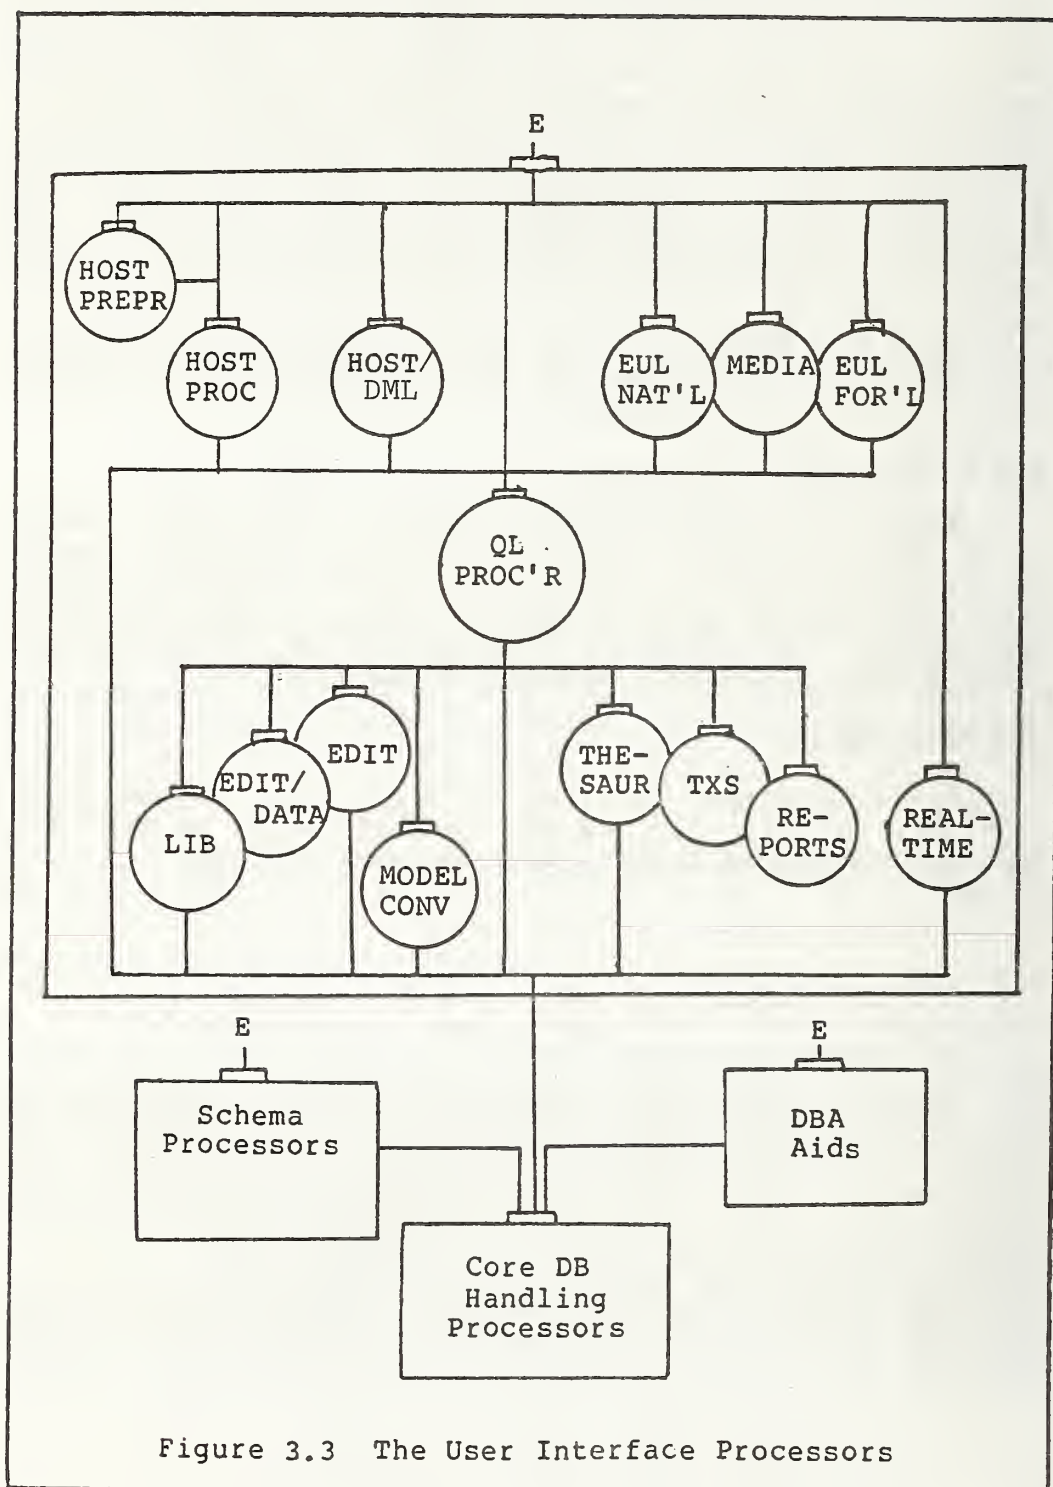 E
HOST
PREPR
HOST
PROC
HOST/
DML
EUL
NAT'L
MEDIA
EUL
FOR'L
QL
PROC'R
LIB
EDIT/
DATA
EDIT
MODEL
CONV
THE-
SAUR
TXS
RE-
PORTS
REAL-
TIME
E
Schema
Processors
E
DBA
Aids
Core DB
Handling
Processors
Figure 3.3 The User Interface Processors